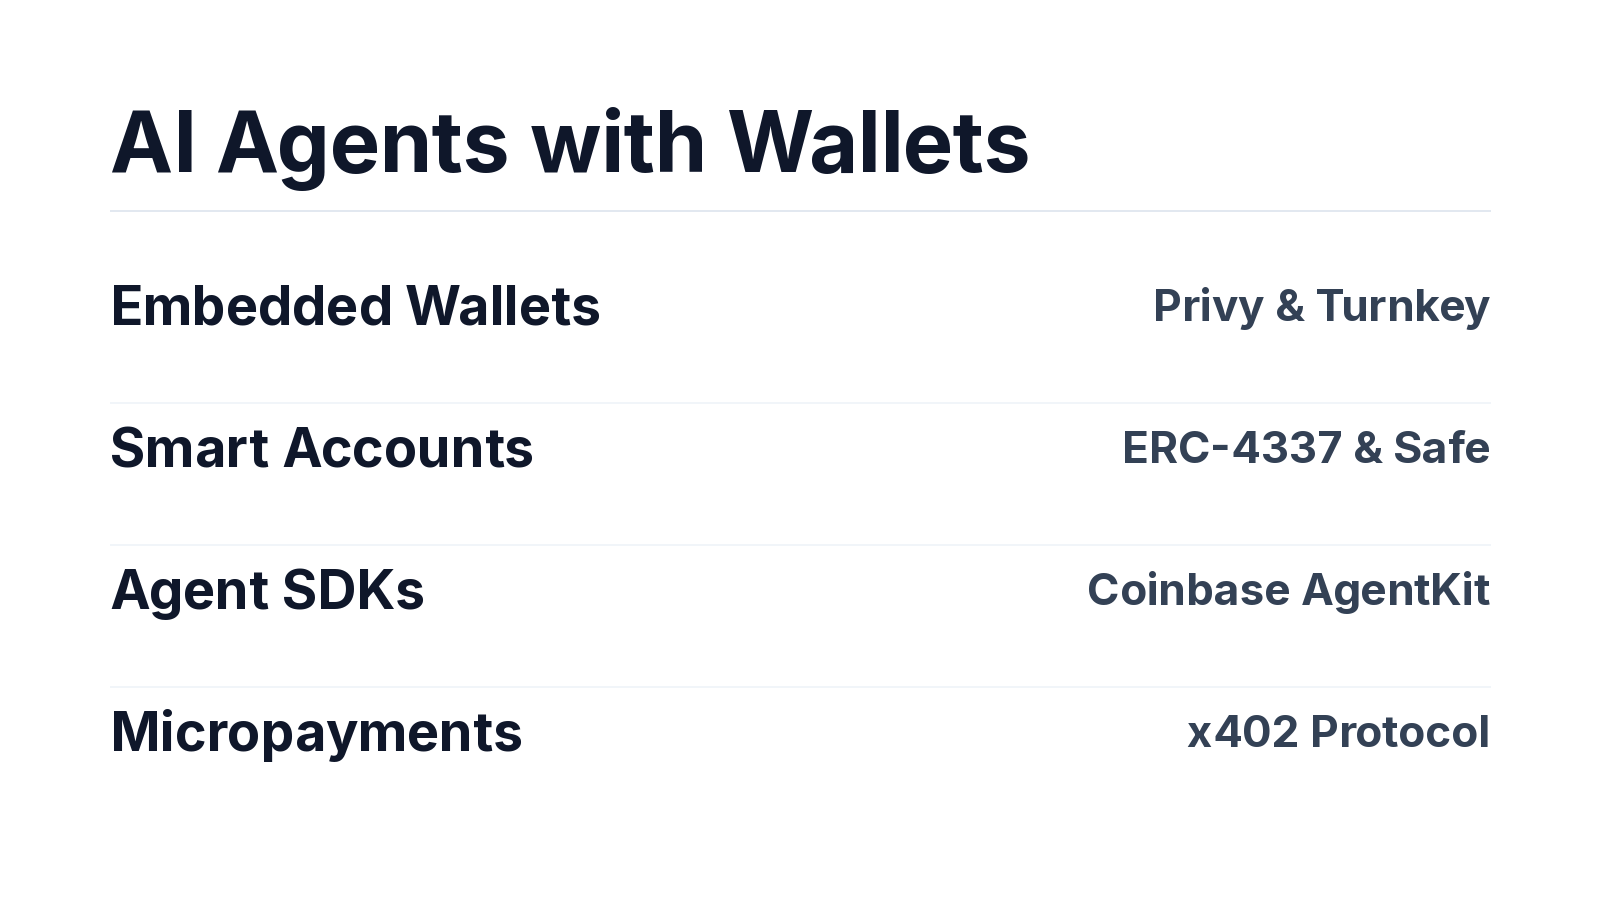 AI Agents with Wallets
Embedded Wallets Privy & Turnkey
Smart Accounts ERC-4337 & Safe
Agent SDKs Coinbase AgentKit
Micropayments x402 Protocol